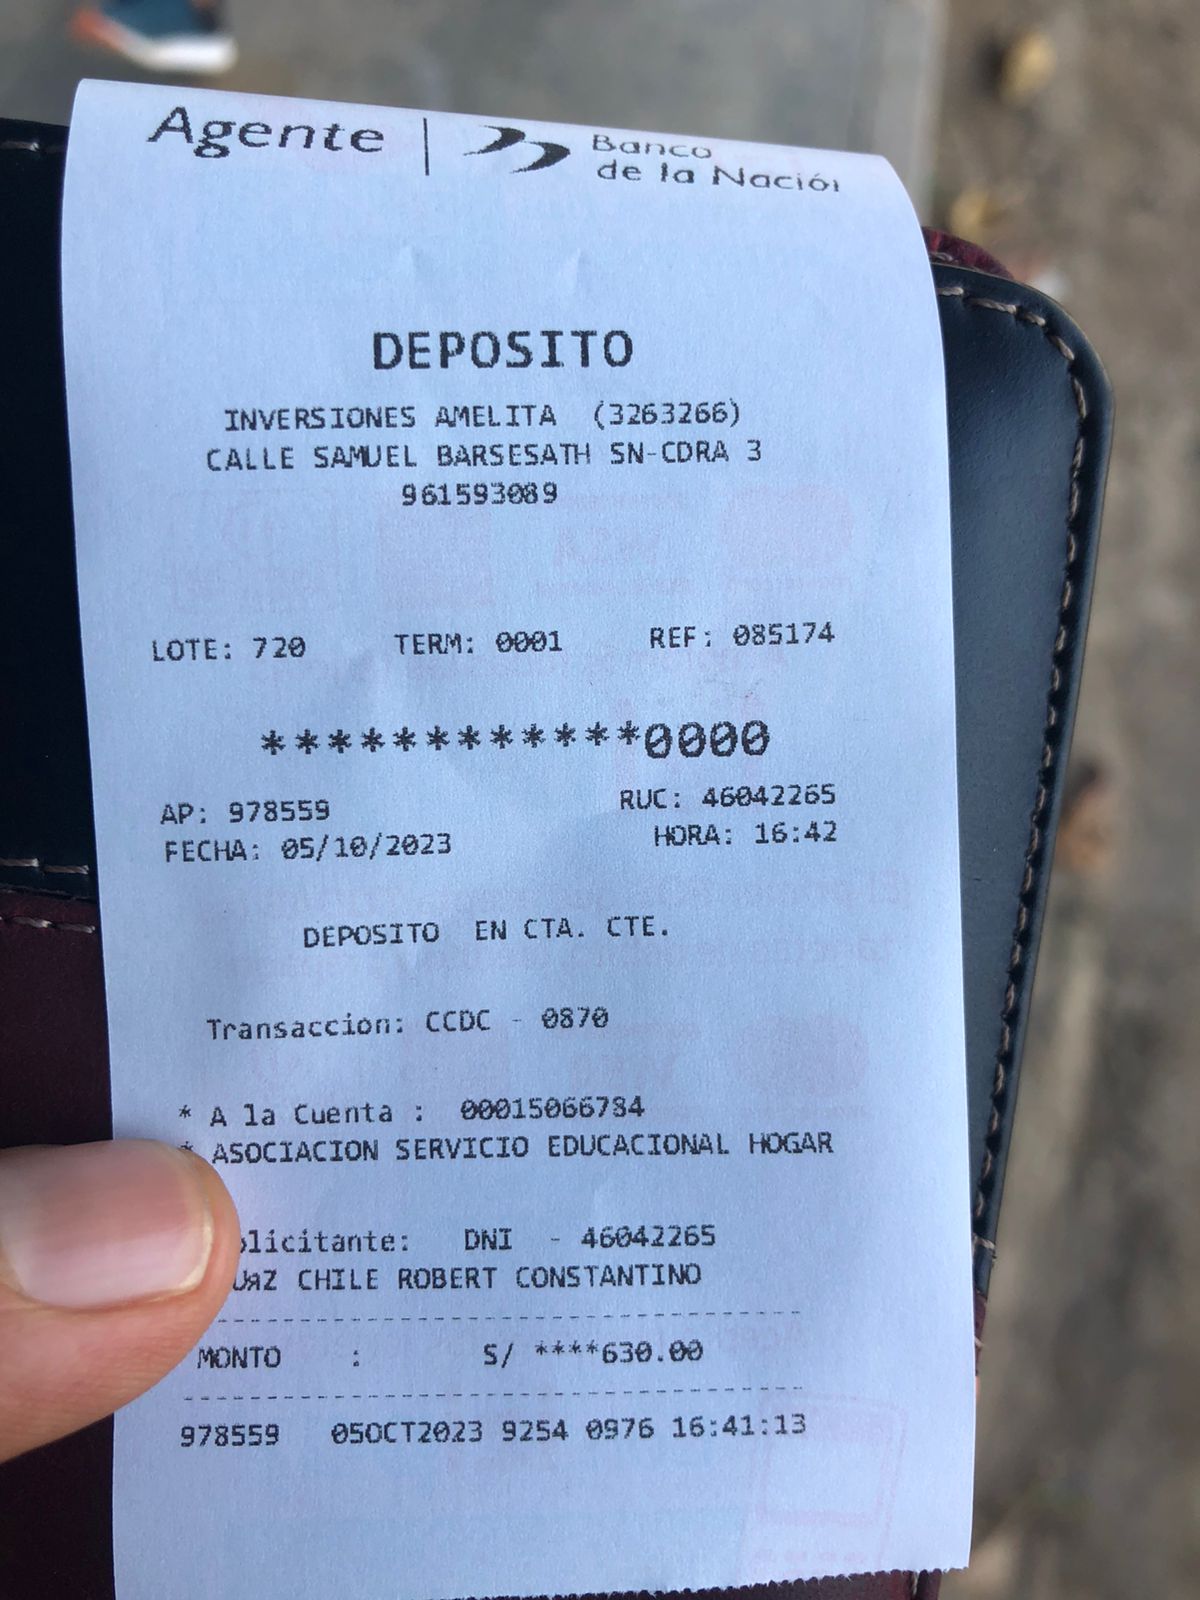 Agente | Banco
de la Nación
DEPOSITO
INVERSIONES AMELITA (3263266)
CALLE SAMUEL BARSESATH SN-CDRA 3
961593089
LOTE: 720 TERM: 0001 REF: 085174
************0000
AP: 978559 RUC: 46042265
FECHA: 05/10/2023 HORA: 16:42
DEPOSITO EN CTA. CTE.
Transaccion: CCDC - 0870
* A la Cuenta : 00015066784
* ASOCIACION SERVICIO EDUCACIONAL HOGAR
olicitante: DNI - 46042265
CHILE ROBERT CONSTANTINO
MONTO : S/ ****630.00
978559 05OCT2023 9254 0976 16:41:13